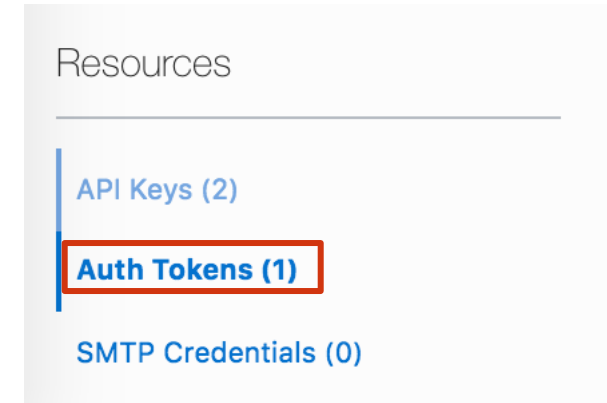 Resources
API Keys (2)
Auth Tokens (1)
SMTP Credentials (0)